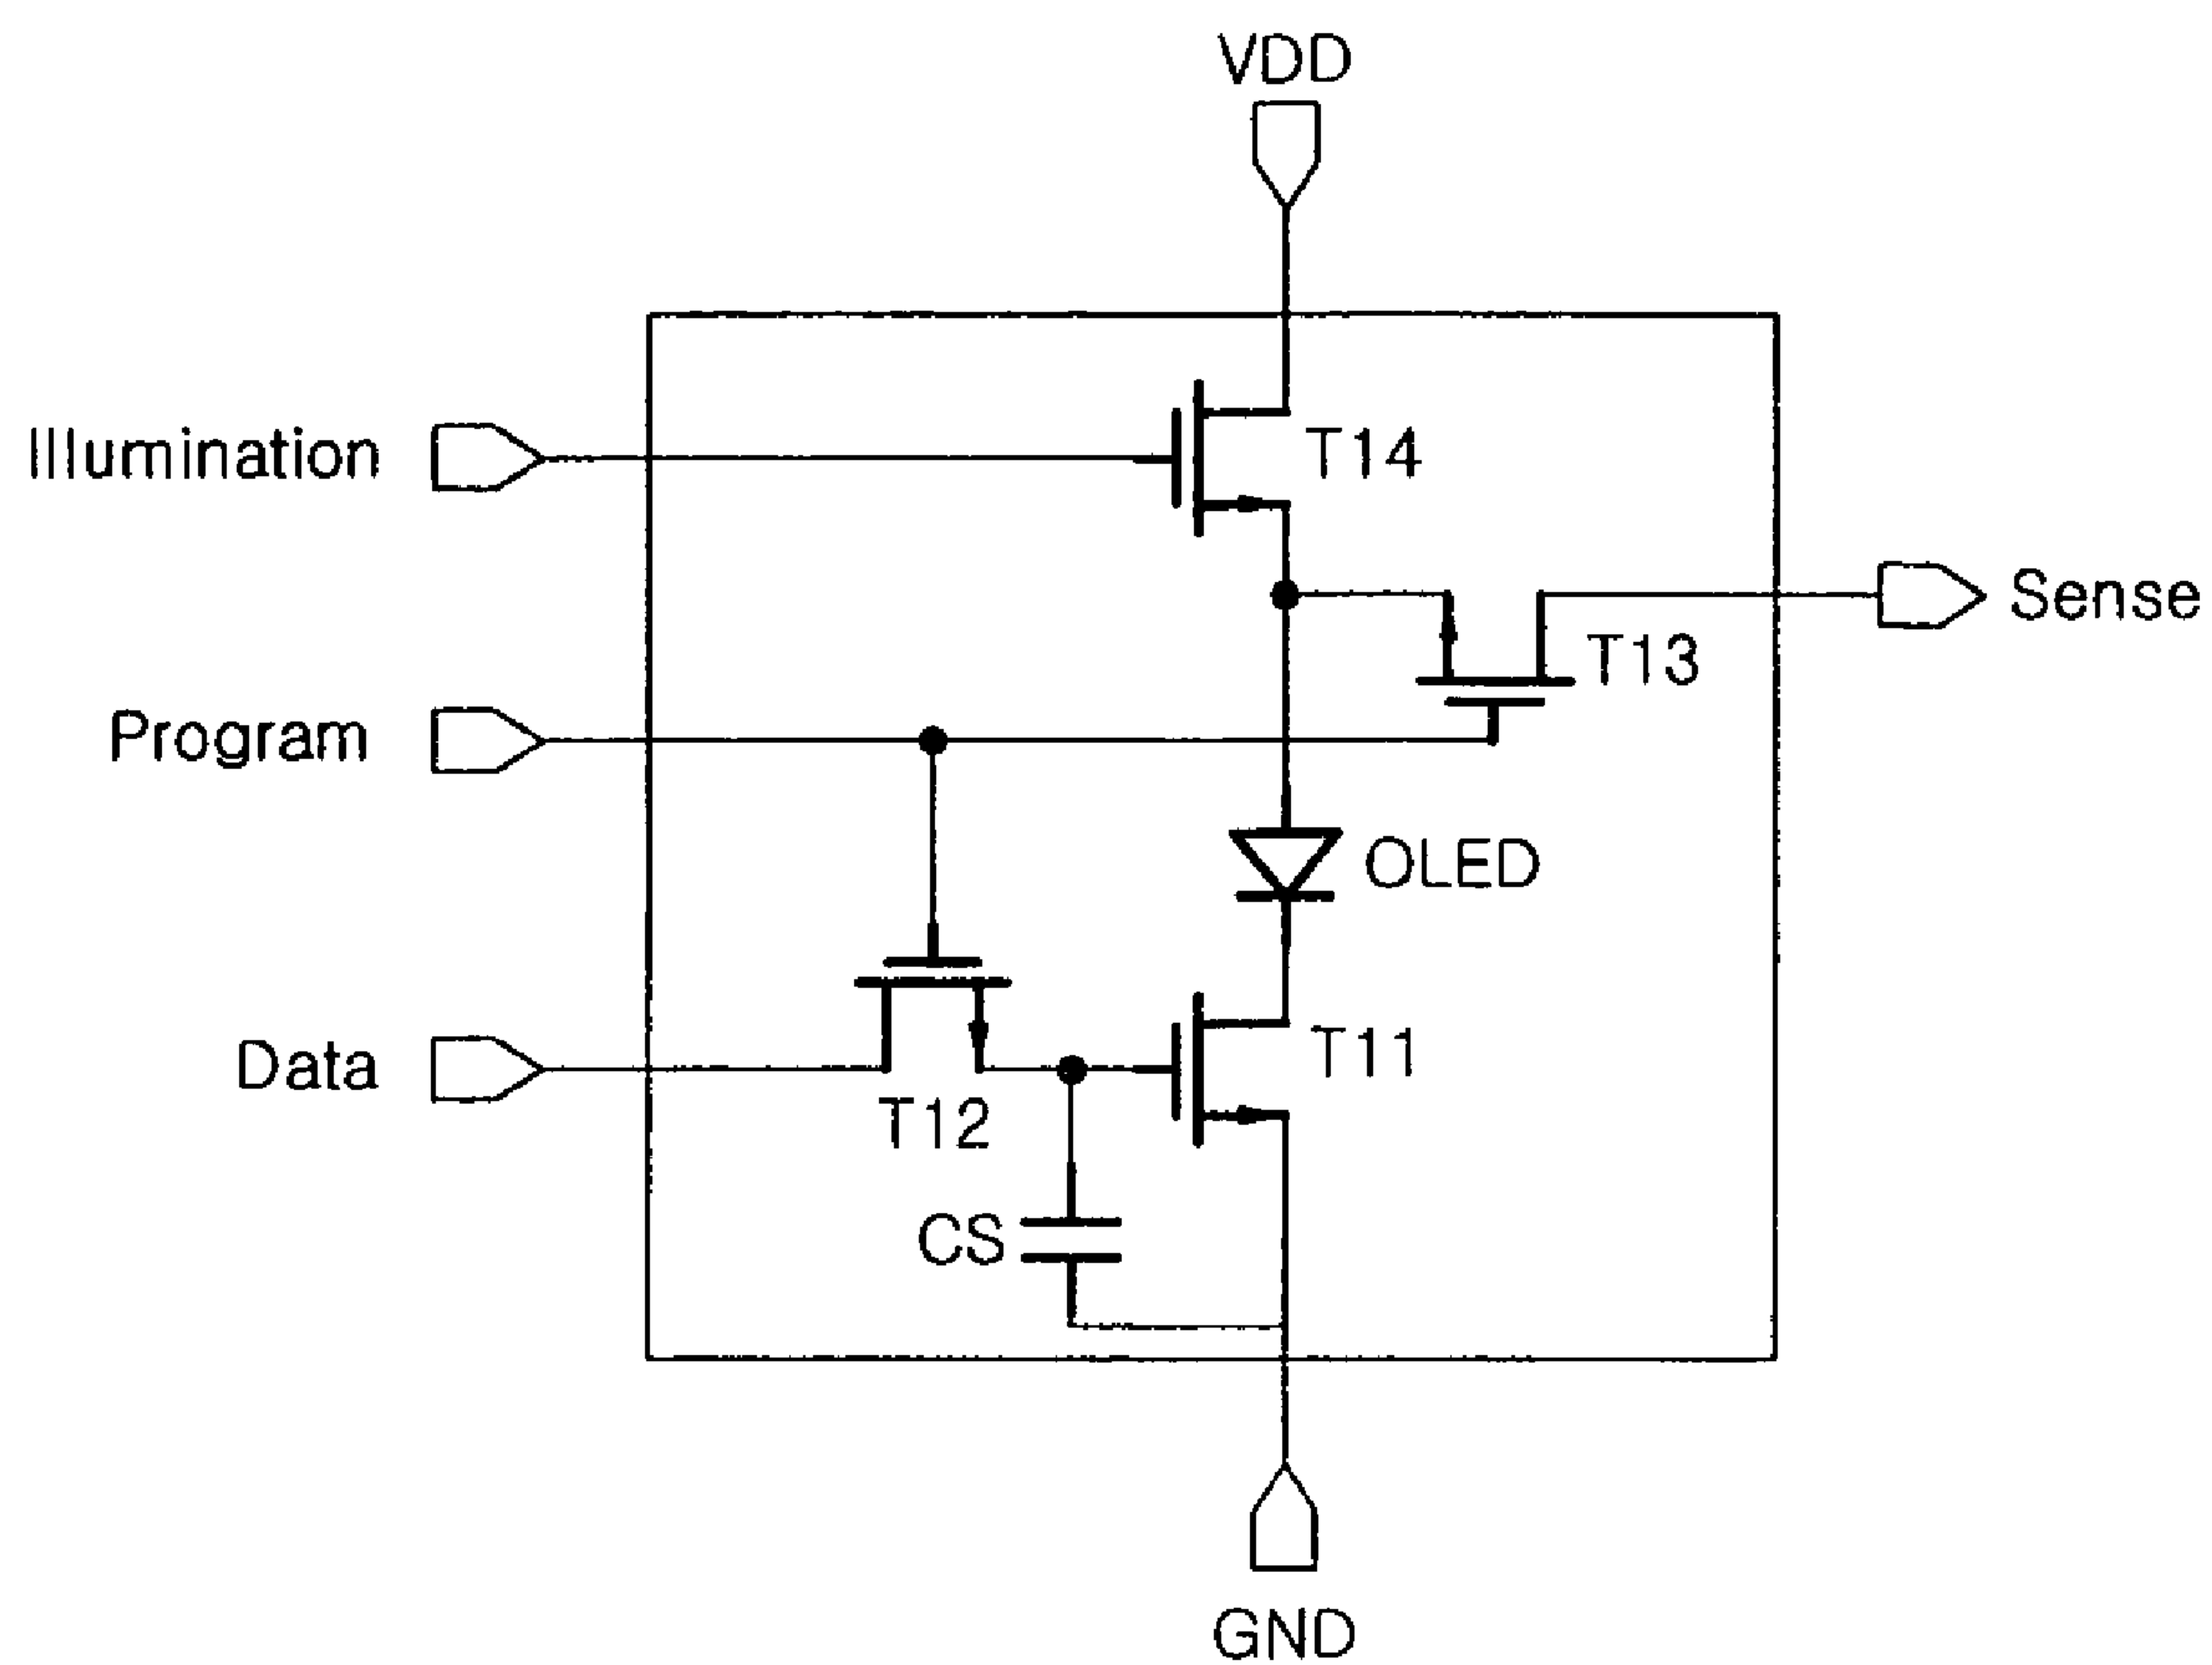 VDD
Illumination
T14
Sense
T13
Program
OLED
Data
T11
T12
CS
GND